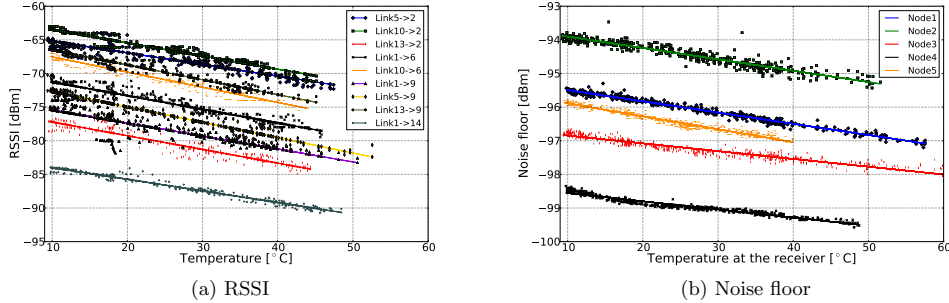 −60
−65
−70
−75
−80
−85
−90
−95
RSSI [dBm]
10
20
30
40
50
60
Temperature [°C]
Link5->2
Link10->2
Link13->2
Link1->6
Link10->6
Link1->9
Link5->9
Link13->9
Link1->14
(a) RSSI
−93
−94
−95
−96
−97
−98
−99
−100
Noise floor [dBm]
10
20
30
40
50
60
Temperature at the receiver [°C]
Node1
Node2
Node3
Node4
Node5
(b) Noise floor